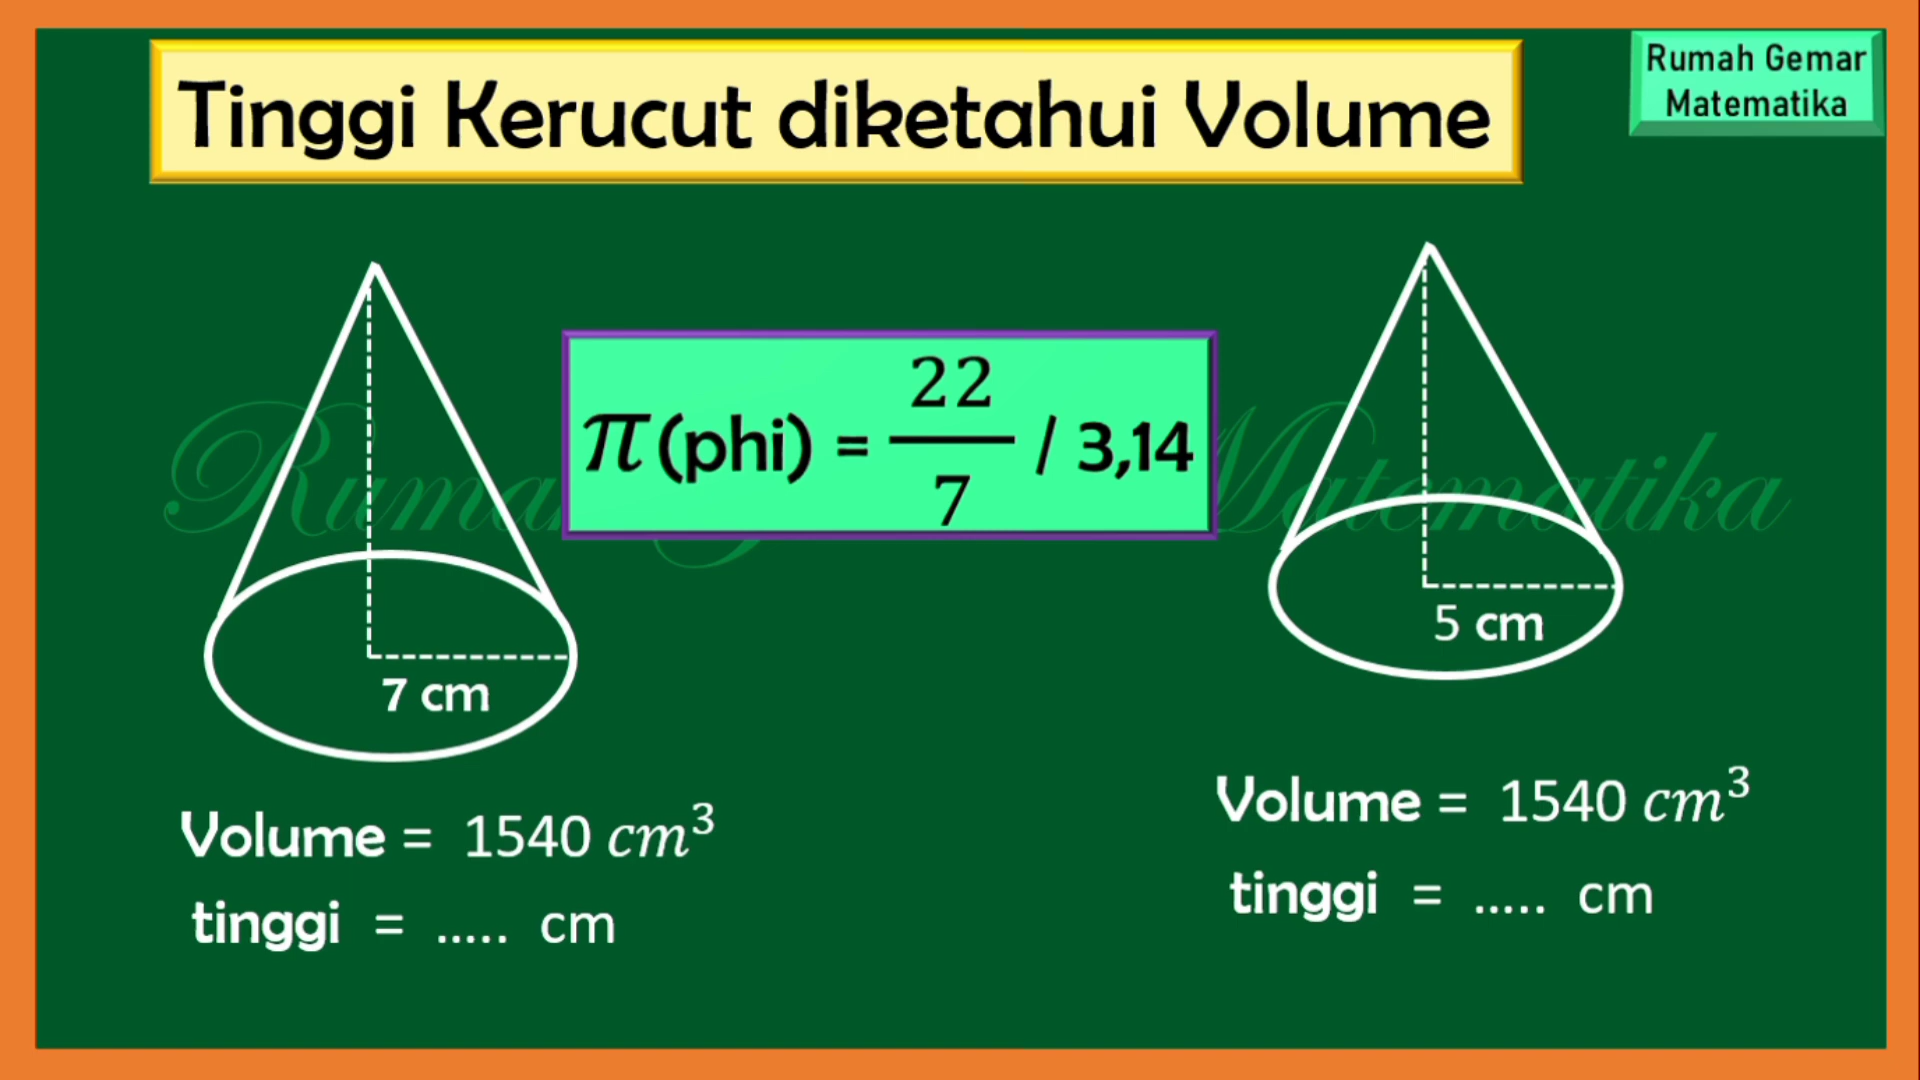 Tinggi Kerucut diketahui Volume
Rumah Gemar
Matematika
π(phi) = 22/7 / 3,14
7 cm
Volume = 1540 cm³
tinggi = ..... cm
5 cm
Volume = 1540 cm³
tinggi = ..... cm
Matematika